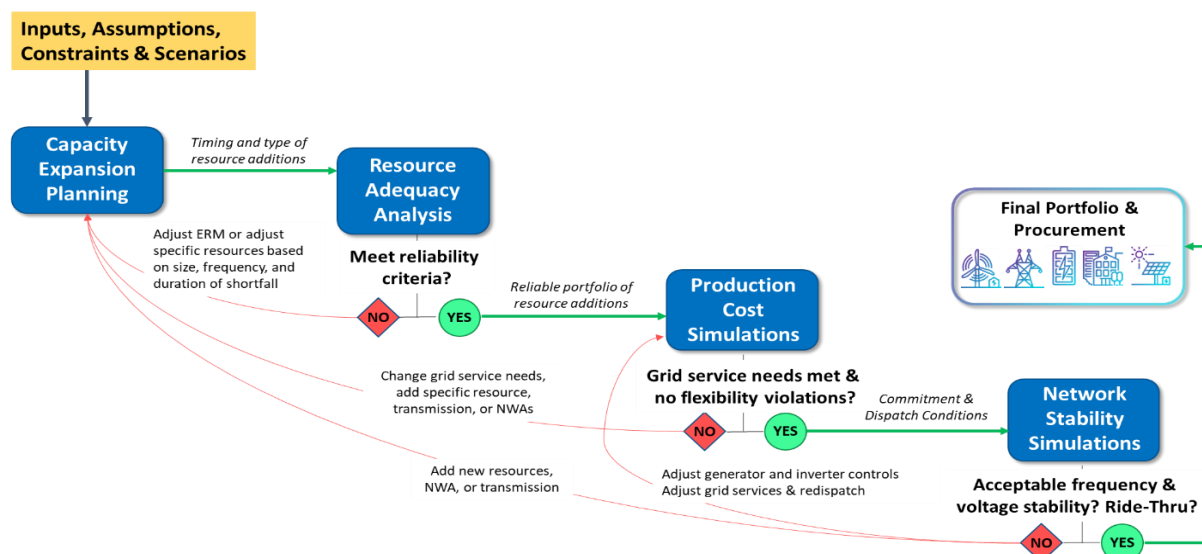 Inputs, Assumptions,
Constraints & Scenarios
Capacity
Expansion
Planning
Timing and type of
resource additions
Resource
Adequacy
Analysis
Adjust ERM or adjust
specific resources based
on size, frequency, and
duration of shortfall
Meet reliability
criteria?
NO
YES
Reliable portfolio of
resource additions
Production
Cost
Simulations
Final Portfolio &
Procurement
Change grid service needs,
add specific resource,
transmission, or NWAs
Grid service needs met &
no flexibility violations?
NO
YES
Commitment &
Dispatch Conditions
Network
Stability
Simulations
Add new resources,
NWA, or transmission
Adjust generator and inverter controls
Adjust grid services & redispatch
Acceptable frequency &
voltage stability? Ride-Thru?
NO
YES